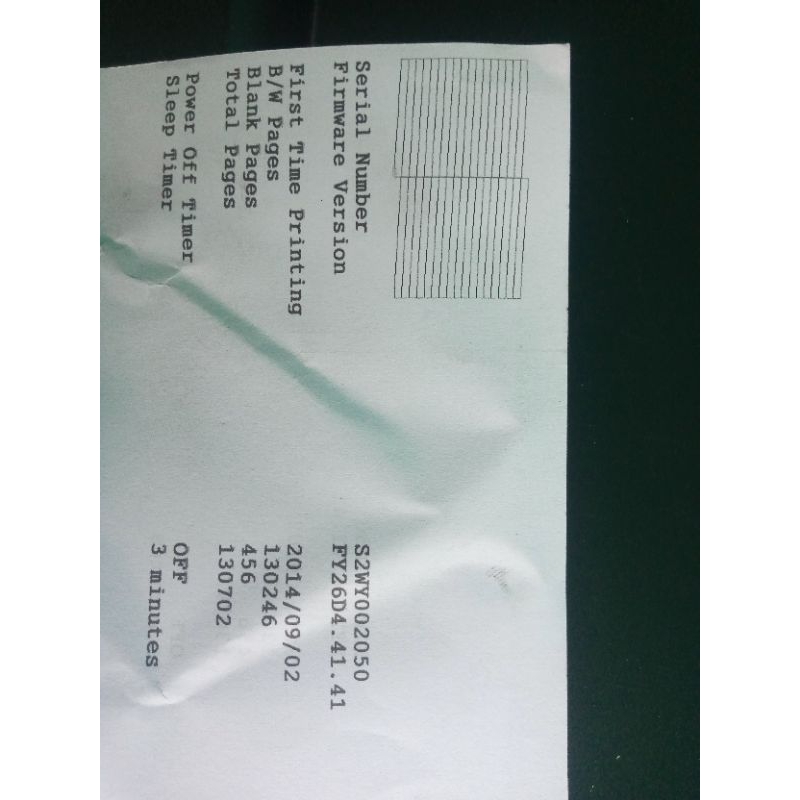 Serial Number S2WY002050
Firmware Version FY26D4.41.41
First Time Printing 2014/09/02
B/W Pages 130246
Blank Pages 456
Total Pages 130702
Power Off Timer OFF
Sleep Timer 3 minutes